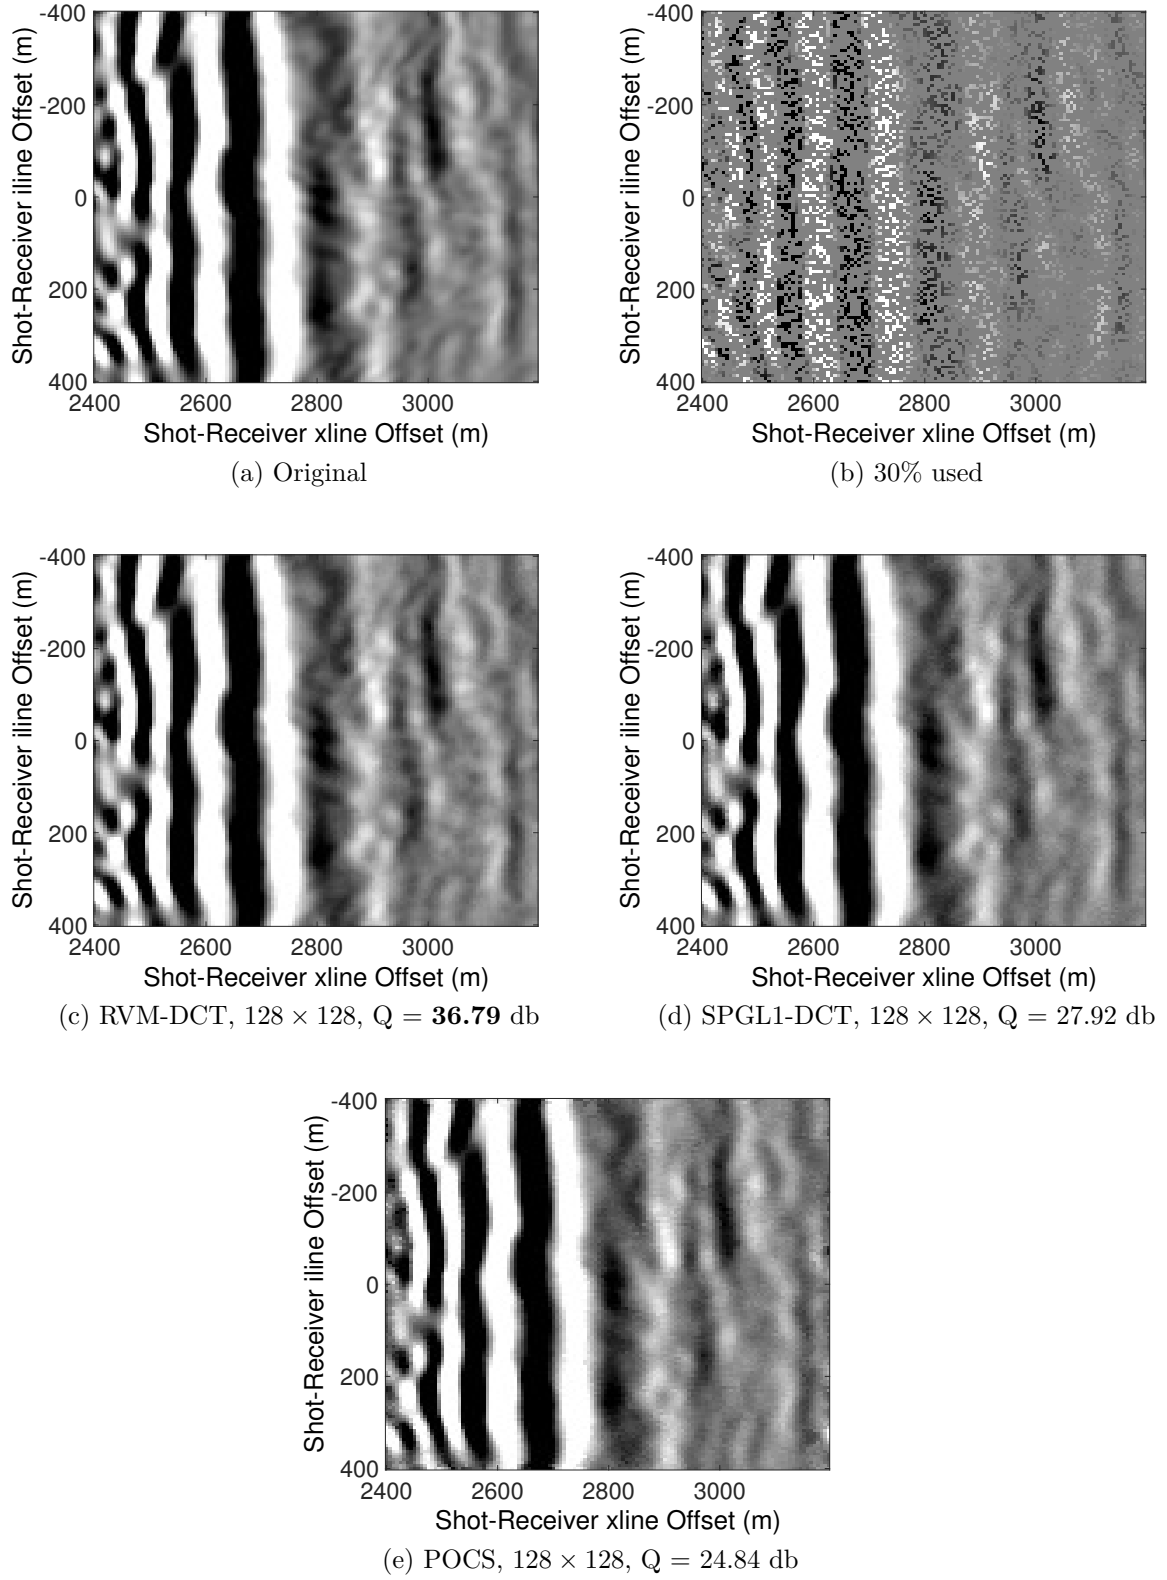 -400
-200
0
200
400
Shot-Receiver iline Offset (m)
2400 2600 2800 3000
Shot-Receiver xline Offset (m)
(a) Original
-400
-200
0
200
400
Shot-Receiver iline Offset (m)
2400 2600 2800 3000
Shot-Receiver xline Offset (m)
(b) 30% used
-400
-200
0
200
400
Shot-Receiver iline Offset (m)
2400 2600 2800 3000
Shot-Receiver xline Offset (m)
(c) RVM-DCT, 128 × 128, Q = 36.79 db
-400
-200
0
200
400
Shot-Receiver iline Offset (m)
2400 2600 2800 3000
Shot-Receiver xline Offset (m)
(d) SPGL1-DCT, 128 × 128, Q = 27.92 db
-400
-200
0
200
400
Shot-Receiver iline Offset (m)
2400 2600 2800 3000
Shot-Receiver xline Offset (m)
(e) POCS, 128 × 128, Q = 24.84 db